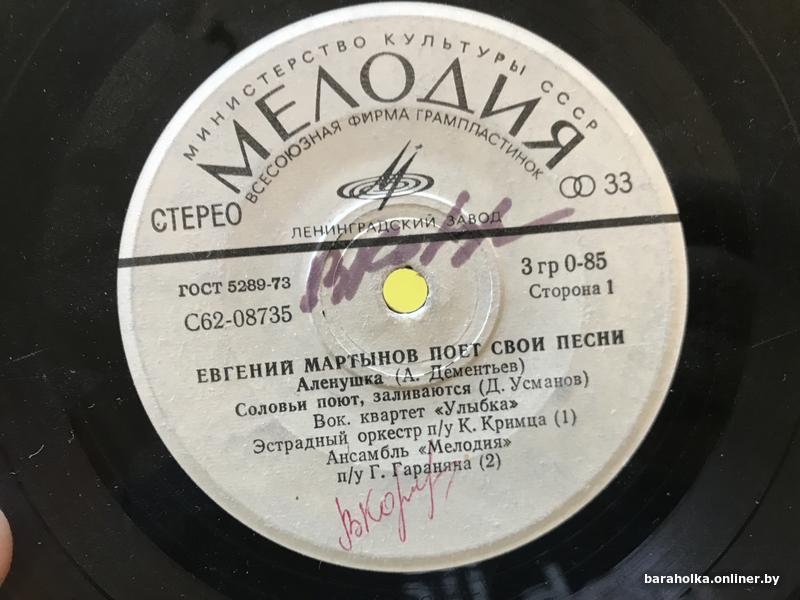 МИНИСТЕРСТВО КУЛЬТУРЫ СССР
МЕЛОДИЯ
ВСЕСОЮЗНАЯ ФИРМА ГРАМПЛАСТИНОК
СТЕРЕО
33
ЛЕНИНГРАДСКИЙ ЗАВОД
ГОСТ 5289-73
3 гр 0-85
С62-08735
Сторона 1
ЕВГЕНИЙ МАРТЫНОВ ПОЕТ СВОИ ПЕСНИ
Аленушка (А. Дементьев)
Соловьи поют, заливаются (Д. Усманов)
Вок. квартет «Улыбка»
Эстрадный оркестр п/у К. Кримца (1)
Ансамбль «Мелодия»
п/у Г. Гараняна (2)
baraholka.onliner.by